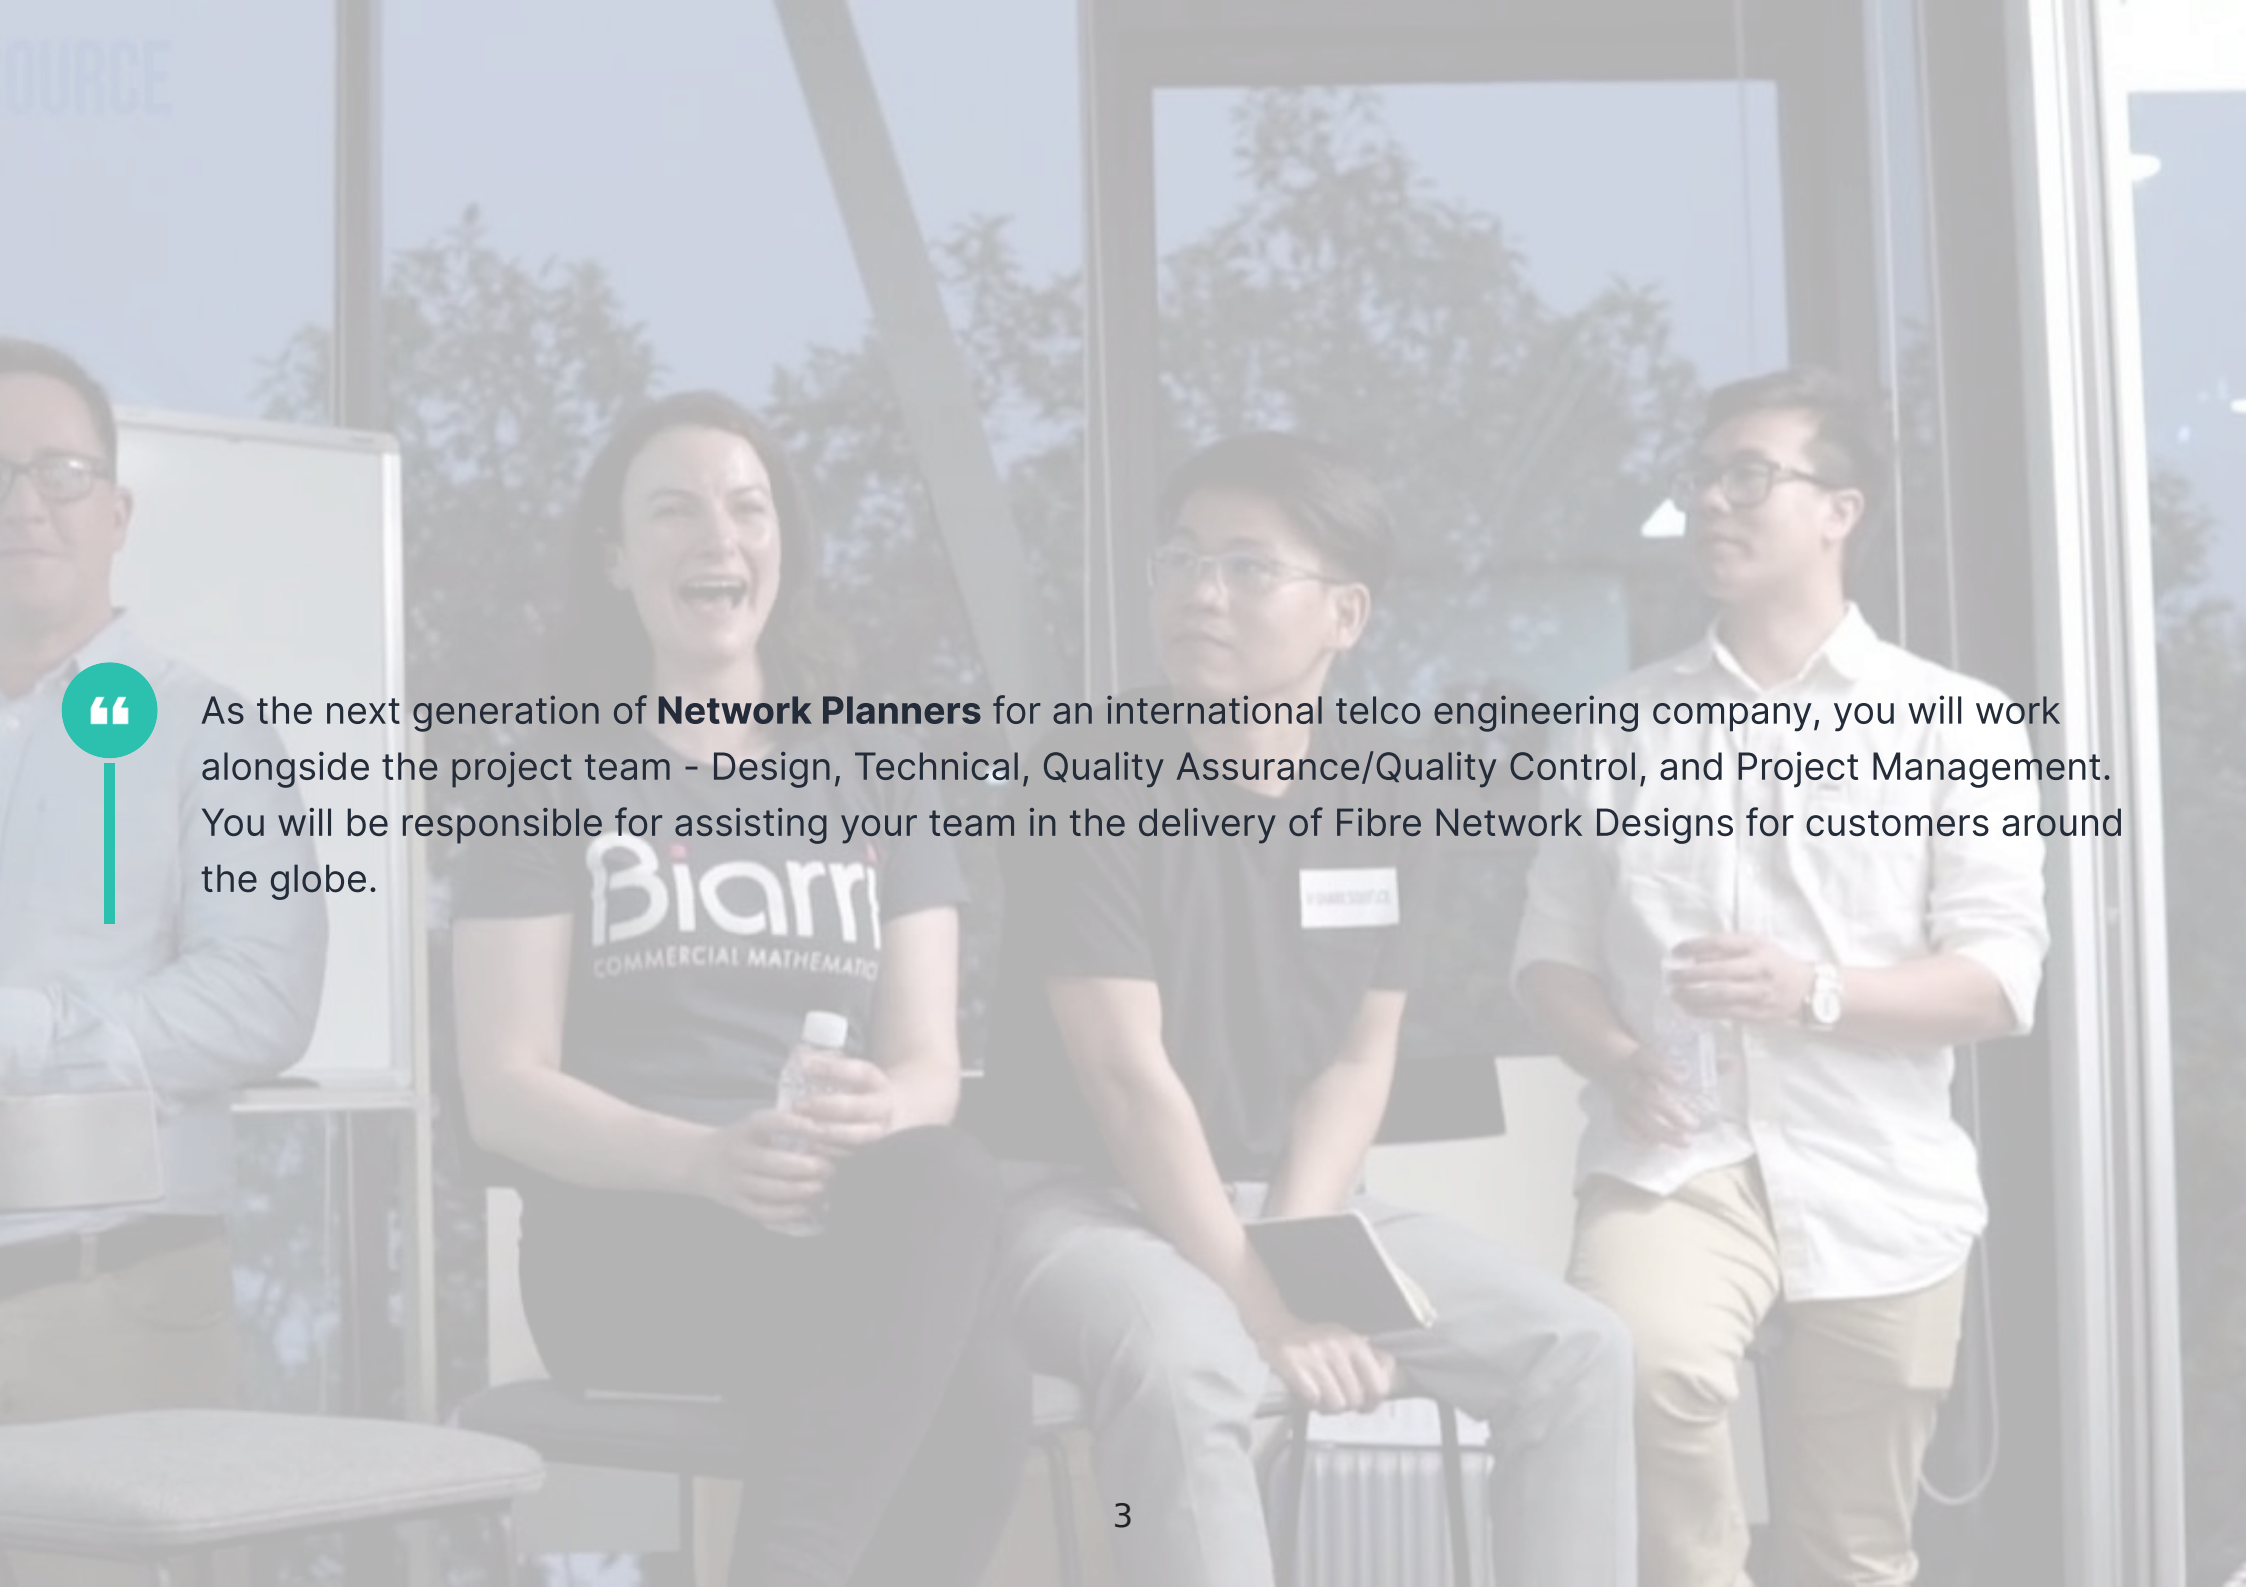 OURCE
As the next generation of Network Planners for an international telco engineering company, you will work
alongside the project team - Design, Technical, Quality Assurance/Quality Control, and Project Management.
You will be responsible for assisting your team in the delivery of Fibre Network Designs for customers around
the globe.
Biarri
COMMERCIAL MATHEMATIC
3